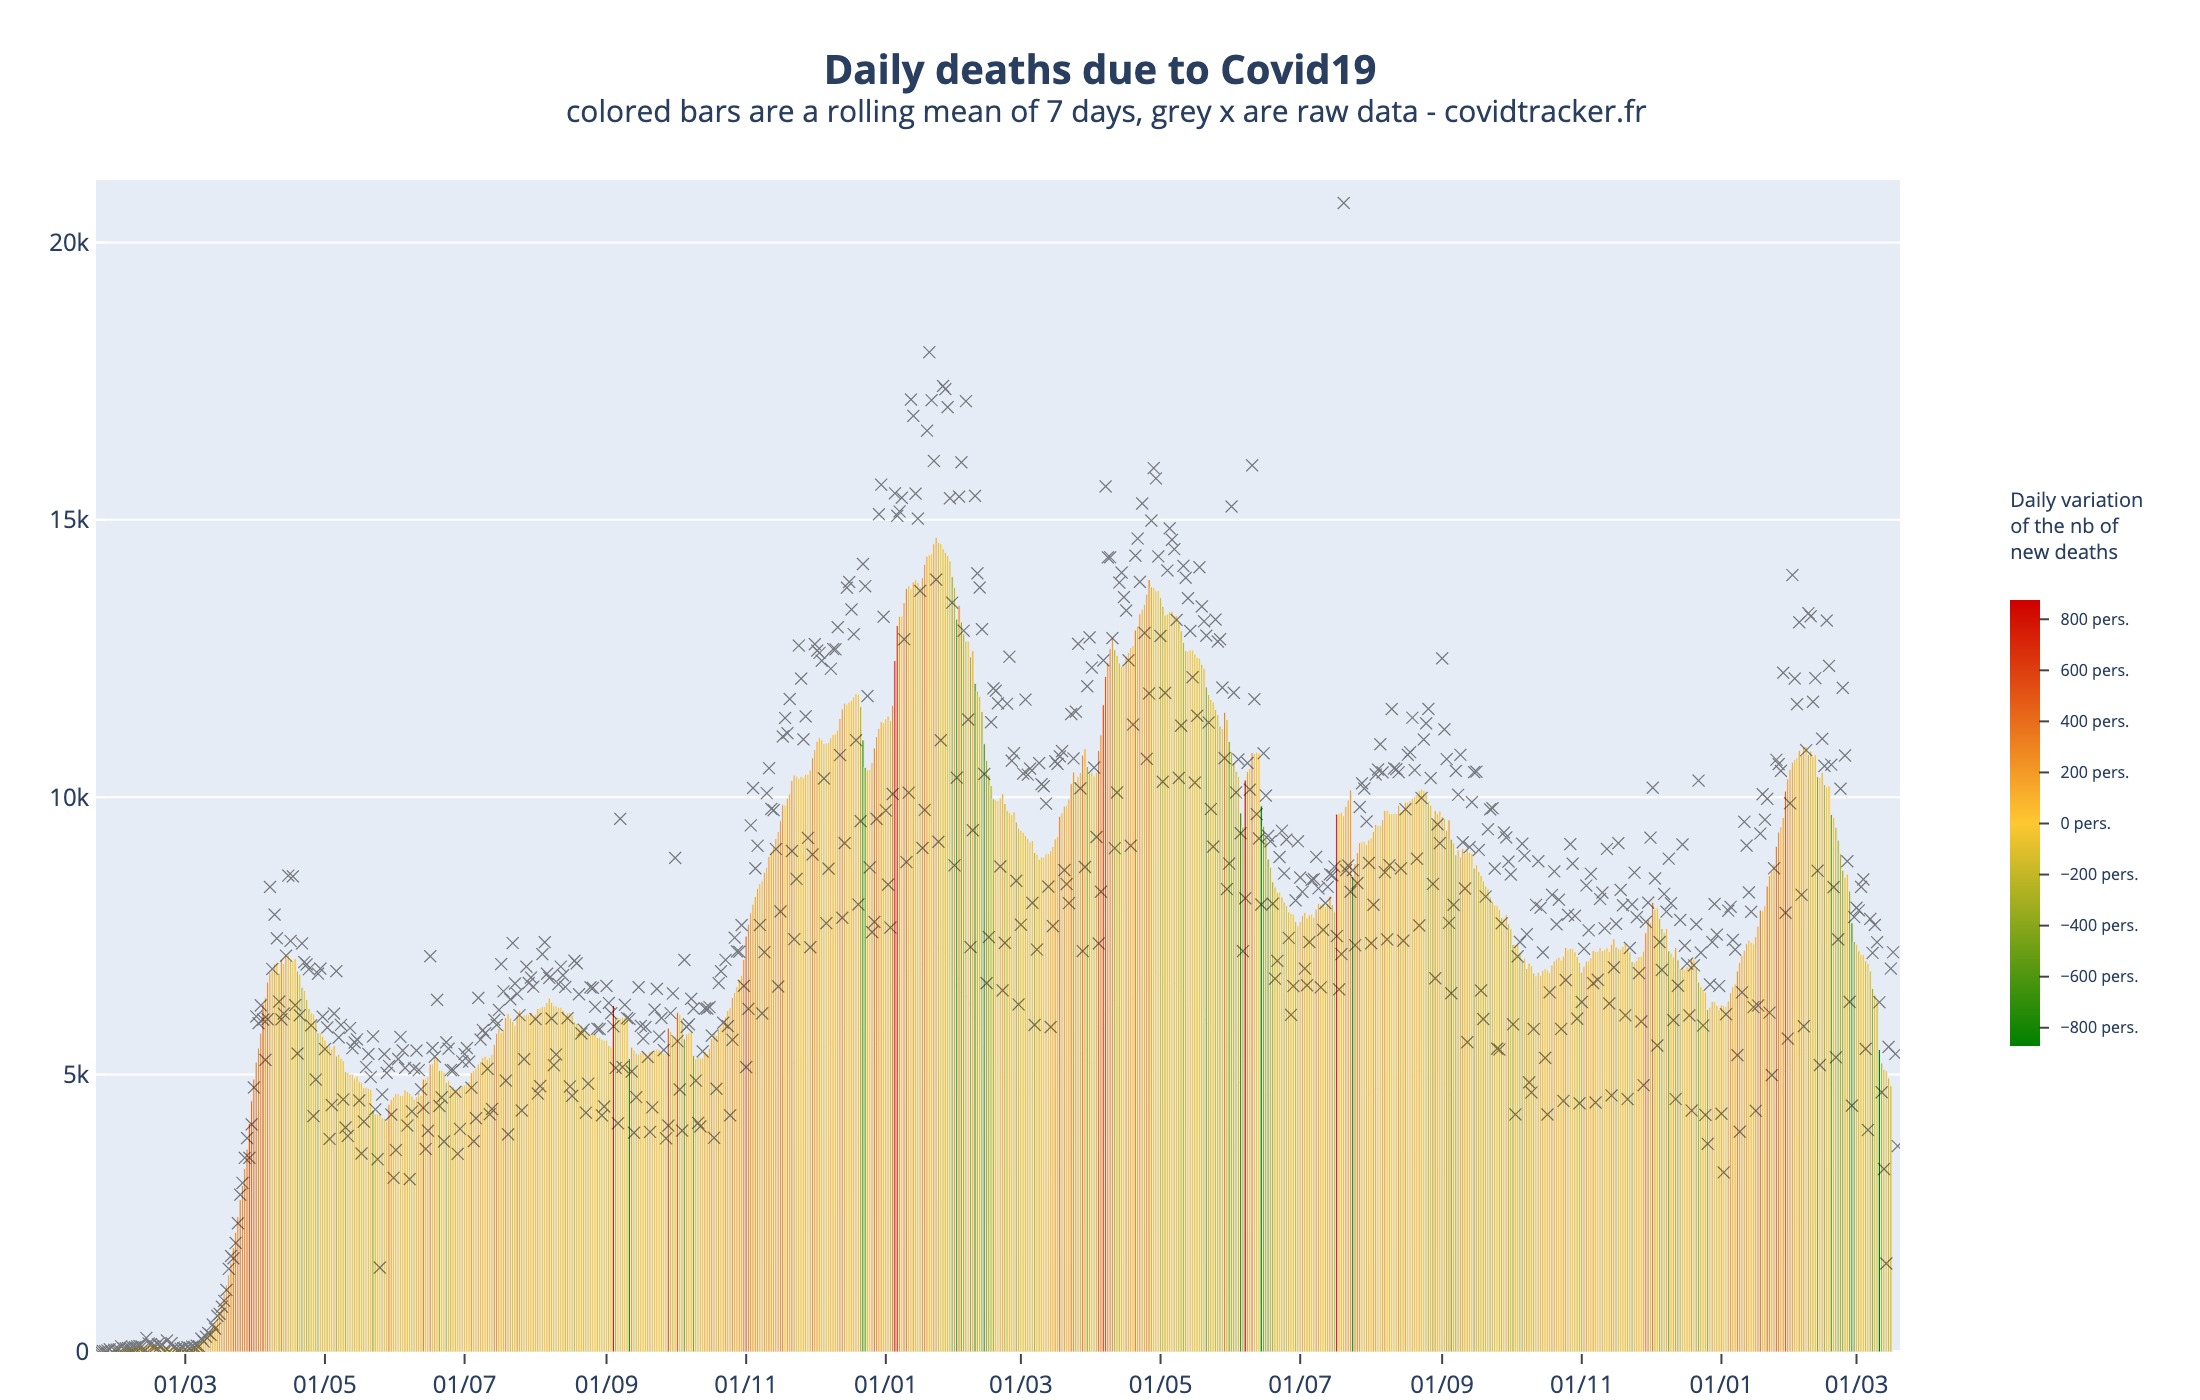 Daily deaths due to Covid19
colored bars are a rolling mean of 7 days, grey x are raw data - covidtracker.fr
20k
15k
10k
5k
0
01/03 01/05 01/07 01/09 01/11 01/01 01/03 01/05 01/07 01/09 01/11 01/01 01/03
Daily variation
of the nb of
new deaths
800 pers.
600 pers.
400 pers.
200 pers.
0 pers.
−200 pers.
−400 pers.
−600 pers.
−800 pers.